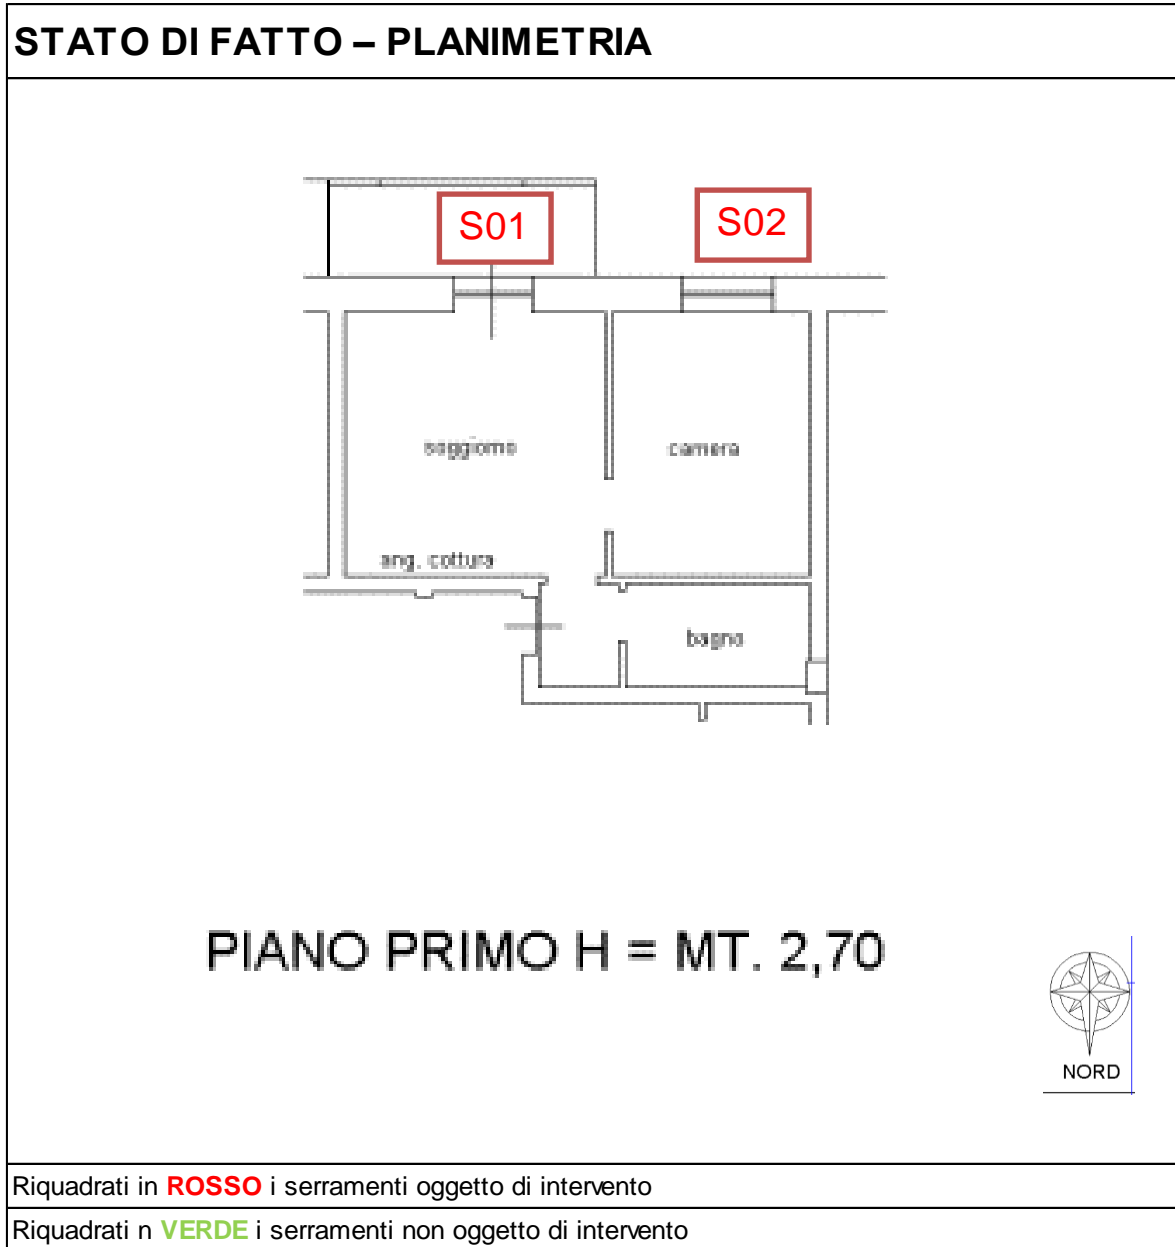 STATO DI FATTO – PLANIMETRIA
S01
S02
soggiorno
camera
ang. cottura
bagno
PIANO PRIMO H = MT. 2,70
NORD
Riquadrati in ROSSO i serramenti oggetto di intervento
Riquadrati n VERDE i serramenti non oggetto di intervento